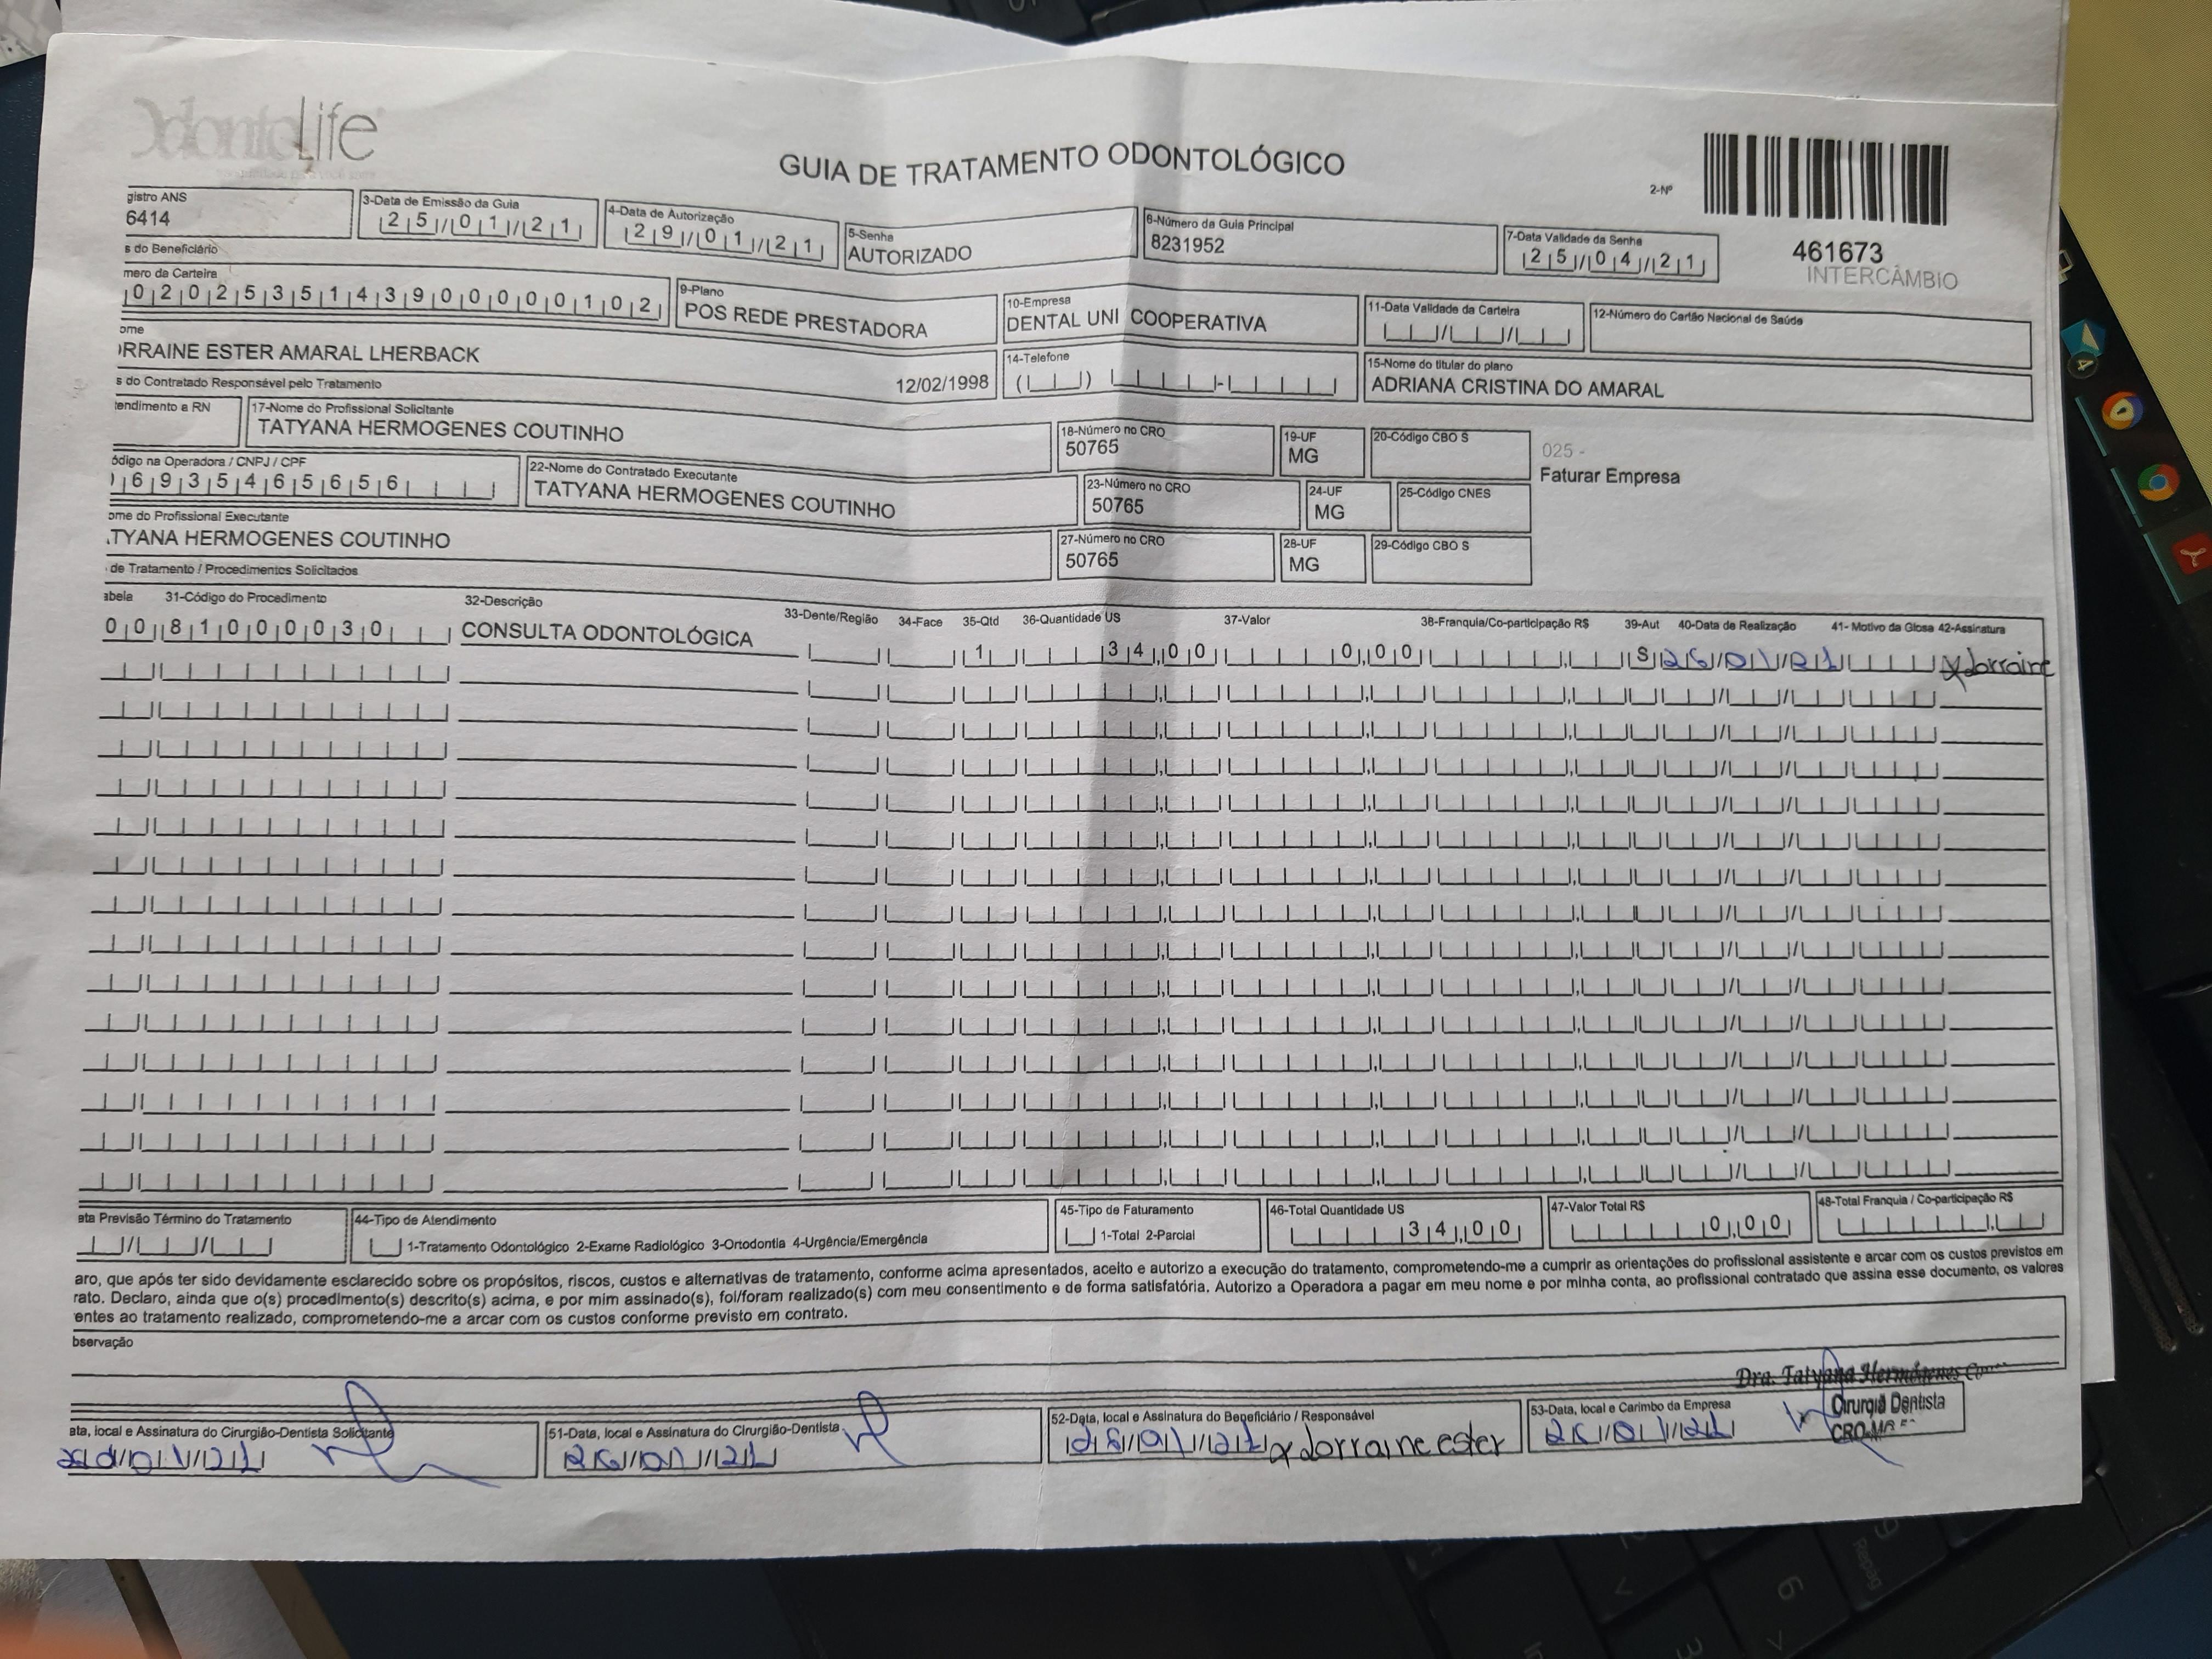 OdontoLife
GUIA DE TRATAMENTO ODONTOLÓGICO
2-Nº
461673
INTERCÂMBIO
gistro ANS
6414
3-Data de Emissão da Guia
25/01/21
4-Data de Autorização
29/01/21
5-Senha
AUTORIZADO
6-Número da Guia Principal
8231952
7-Data Validade da Senha
25/04/21
s do Beneficiário
mero da Carteira
02025351439000000102
9-Plano
POS REDE PRESTADORA
10-Empresa
DENTAL UNI COOPERATIVA
11-Data Validade da Carteira
12-Número do Cartão Nacional de Saúde
ome
RRAINE ESTER AMARAL LHERBACK
12/02/1998
14-Telefone
15-Nome do titular do plano
ADRIANA CRISTINA DO AMARAL
s do Contratado Responsável pelo Tratamento
endimento a RN
17-Nome do Profissional Solicitante
TATYANA HERMOGENES COUTINHO
18-Número no CRO
50765
19-UF
MG
20-Código CBO S
025 -
Faturar Empresa
ódigo na Operadora / CNPJ / CPF
6935465656
22-Nome do Contratado Executante
TATYANA HERMOGENES COUTINHO
23-Número no CRO
50765
24-UF
MG
25-Código CNES
ome do Profissional Executante
TYANA HERMOGENES COUTINHO
27-Número no CRO
50765
28-UF
MG
29-Código CBO S
de Tratamento / Procedimentos Solicitados
abela 31-Código do Procedimento 32-Descrição 33-Dente/Região 34-Face 35-Qtd 36-Quantidade US 37-Valor 38-Franquia/Co-participação R$ 39-Aut 40-Data de Realização 41- Motivo da Glosa 42-Assinatura
00 81000030 CONSULTA ODONTOLÓGICA 1 34,00 0,00 S 26/01/21 x Lorraine
ata Previsão Término do Tratamento
44-Tipo de Atendimento
1-Tratamento Odontológico 2-Exame Radiológico 3-Ortodontia 4-Urgência/Emergência
45-Tipo de Faturamento
1-Total 2-Parcial
46-Total Quantidade US
34,00
47-Valor Total R$
0,00
48-Total Franquia / Co-participação R$
aro, que após ter sido devidamente esclarecido sobre os propósitos, riscos, custos e alternativas de tratamento, conforme acima apresentados, aceito e autorizo a execução do tratamento, comprometendo-me a cumprir as orientações do profissional assistente e arcar com os custos previstos em
rato. Declaro, ainda que o(s) procedimento(s) descrito(s) acima, e por mim assinado(s), foi/foram realizado(s) com meu consentimento e de forma satisfatória. Autorizo a Operadora a pagar em meu nome e por minha conta, ao profissional contratado que assina esse documento, os valores
entes ao tratamento realizado, comprometendo-me a arcar com os custos conforme previsto em contrato.
bservação
Dra. Tatyana Hermógenes
Cirurgiã Dentista
ata, local e Assinatura do Cirurgião-Dentista Solicitante
51-Data, local e Assinatura do Cirurgião-Dentista
26/01/21
52-Data, local e Assinatura do Beneficiário / Responsável
26/01/21 x Lorraine ester
53-Data, local e Carimbo da Empresa
26/01/21